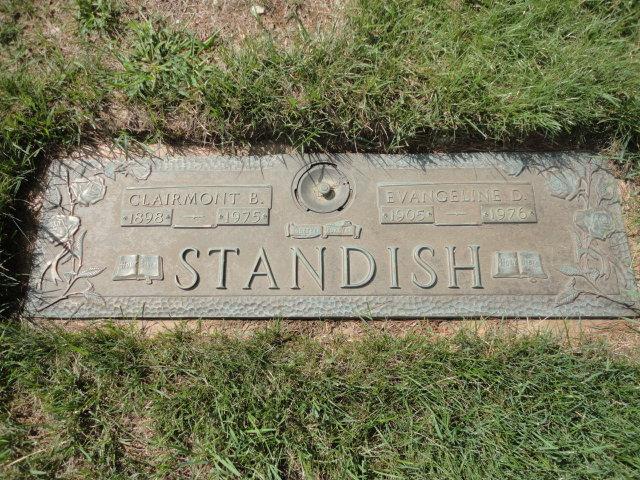 CLAIRMONT B.
1898 — 1975
EVANGELINE D.
1905 — 1976
STANDISH